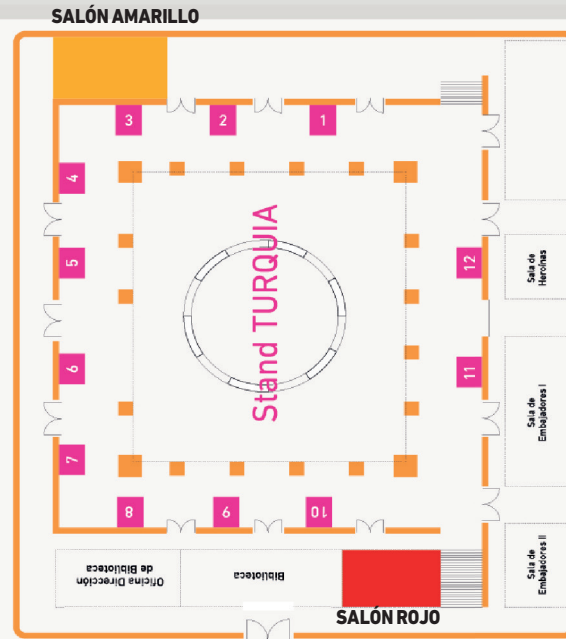 SALÓN AMARILLO
3
2
1
4
5
6
7
Stand TURQUIA
12
11
Sala de
Heroínas
Sala de
Embajadores I
8
9
10
Oficina Dirección
de Biblioteca
Biblioteca
Sala de
Embajadores II
SALÓN ROJO